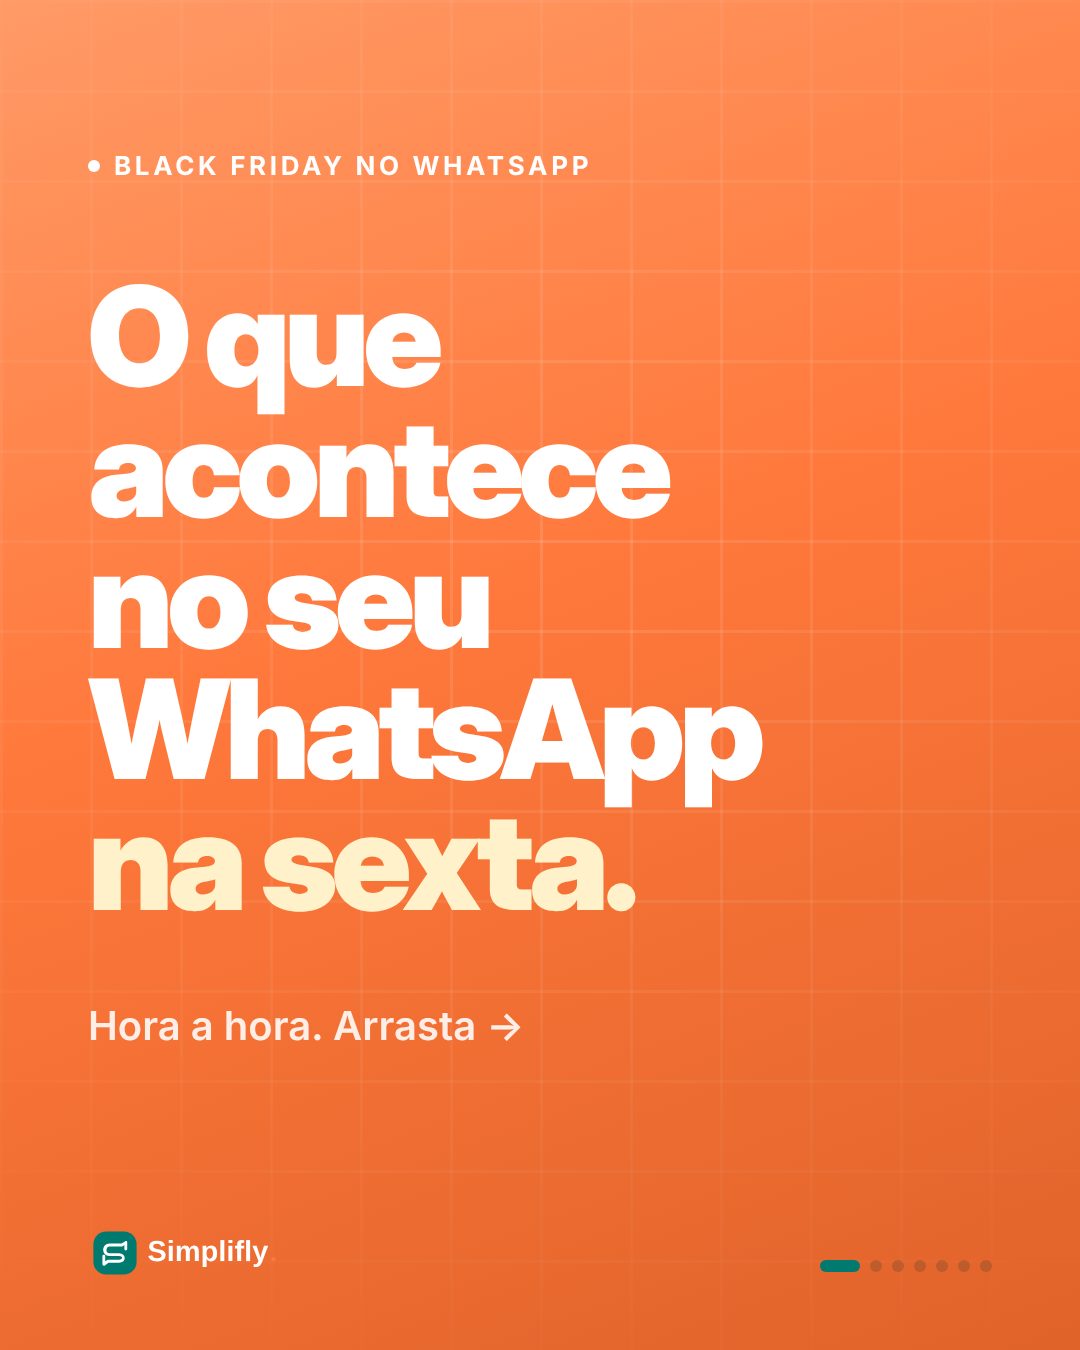 BLACK FRIDAY NO WHATSAPP
O que
acontece
no seu
WhatsApp
na sexta.
Hora a hora. Arrasta →
Simplifly